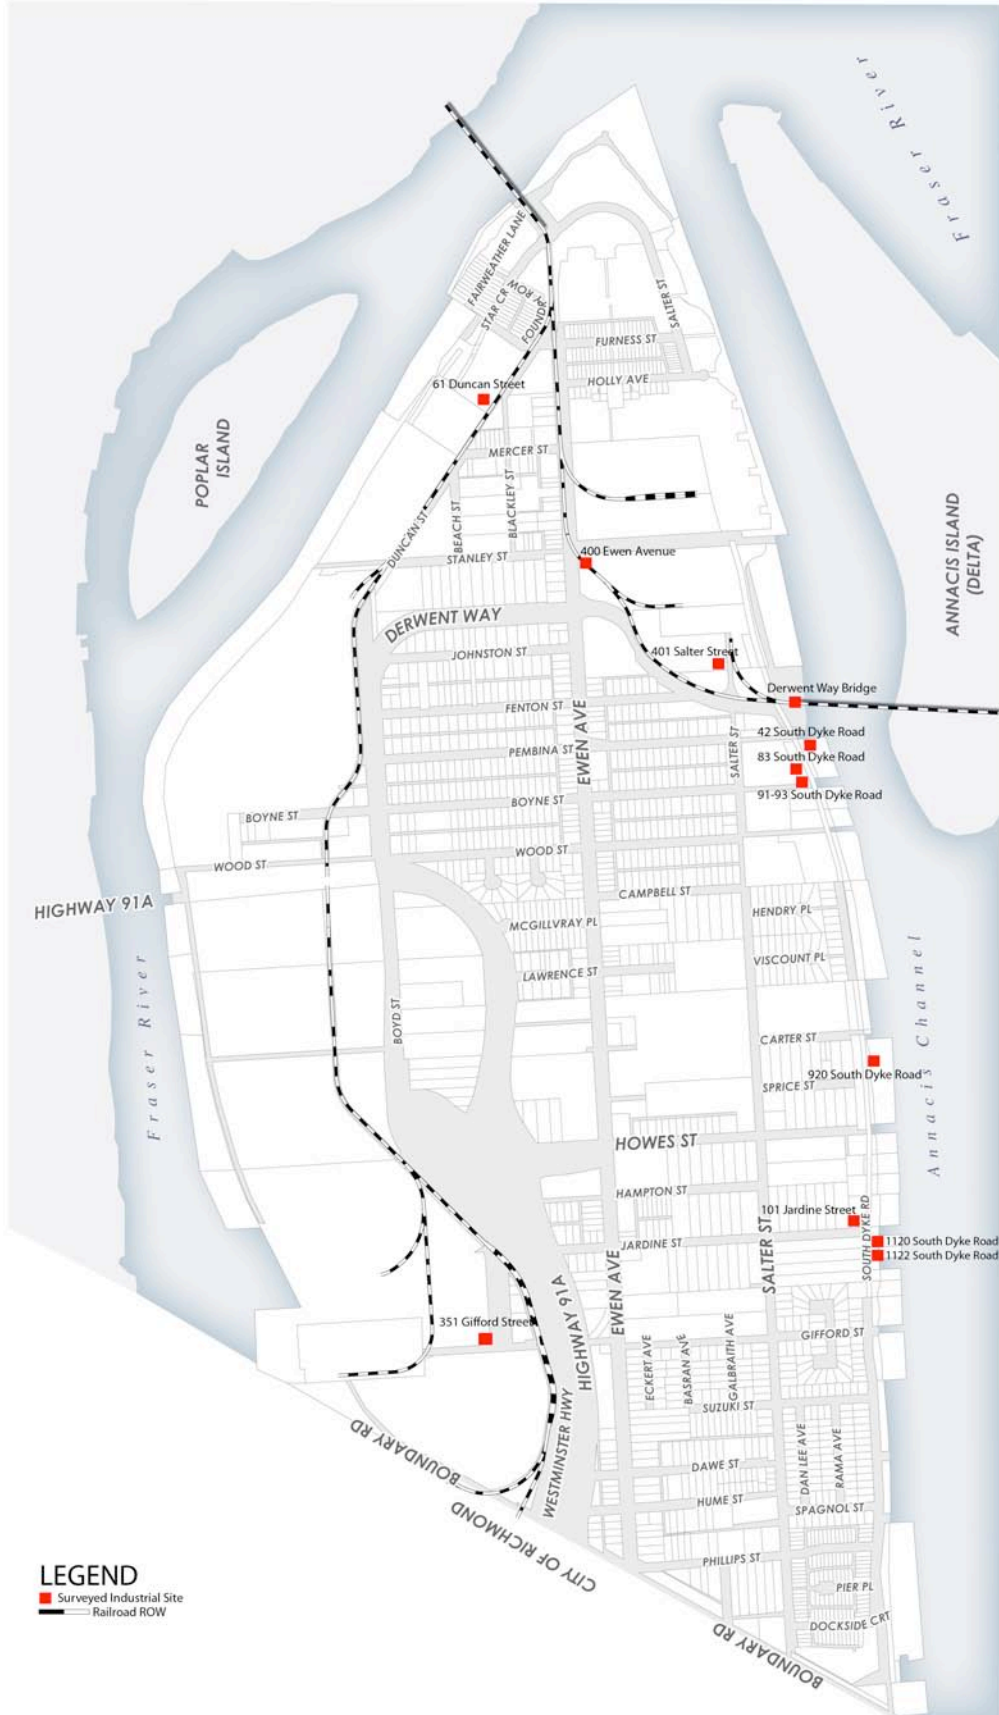 Fraser River
FAIRWEATHER LANE
STAR CR
FOUNDRY ROW
SALTER ST
FURNESS ST
HOLLY AVE
61 Duncan Street
POPLAR
ISLAND
MERCER ST
BLACKLEY ST
BEACH ST
DUNCAN ST
STANLEY ST
400 Ewen Avenue
ANNACIS ISLAND
(DELTA)
DERWENT WAY
JOHNSTON ST
401 Salter Street
Derwent Way Bridge
FENTON ST
EWEN AVE
42 South Dyke Road
PEMBINA ST
SALTER ST
83 South Dyke Road
91-93 South Dyke Road
BOYNE ST
BOYNE ST
WOOD ST
WOOD ST
HIGHWAY 91A
CAMPBELL ST
MCGILLVRAY PL
HENDRY PL
LAWRENCE ST
VISCOUNT PL
BOYD ST
Fraser River
Annacis Channel
CARTER ST
920 South Dyke Road
SPRICE ST
HOWES ST
HAMPTON ST
101 Jardine Street
SOUTH DYKE RD
JARDINE ST
1120 South Dyke Road
1122 South Dyke Road
SALTER ST
EWEN AVE
HIGHWAY 91A
351 Gifford Street
GIFFORD ST
ECKERT AVE
BASRAN AVE
GALBRAITH AVE
SUZUKI ST
WESTMINSTER HWY
BOUNDARY RD
DAN LEE AVE
RAMA AVE
DAWE ST
HUME ST
SPAGNOL ST
CITY OF RICHMOND
PHILLIPS ST
PIER PL
DOCKSIDE CRT
BOUNDARY RD
LEGEND
Surveyed Industrial Site
Railroad ROW